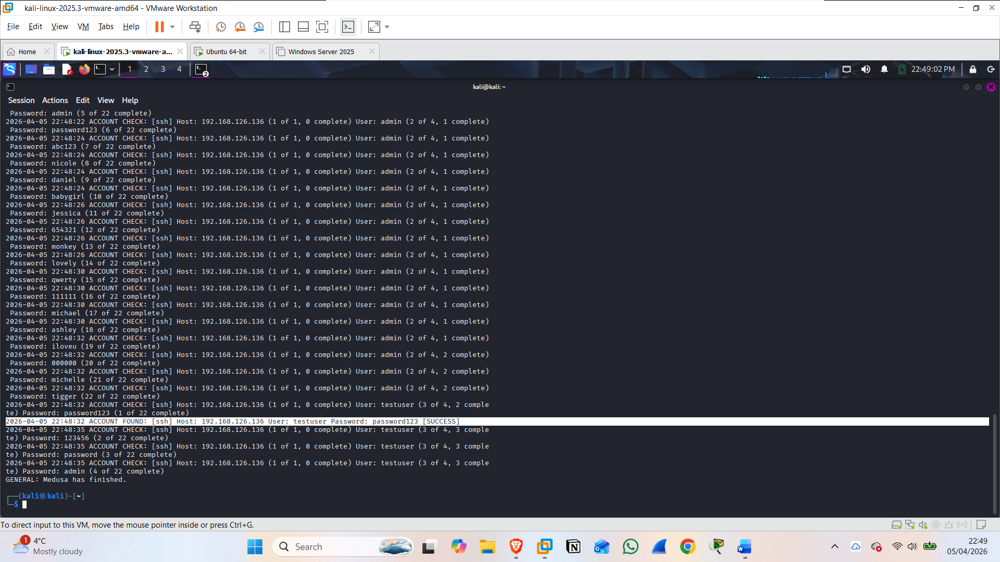 kali-linux-2025.3-vmware-amd64 - VMware Workstation
File Edit View VM Tabs Help
Home kali-linux-2025.3-vmware-a... Ubuntu 64-bit Windows Server 2025
1 2 3 4 2 22:49:02 PM
kali@kali: ~
Session Actions Edit View Help
Password: admin (5 of 22 complete)
2026-04-05 22:48:22 ACCOUNT CHECK: [ssh] Host: 192.168.126.136 (1 of 1, 0 complete) User: admin (2 of 4, 1 complete)
Password: password123 (6 of 22 complete)
2026-04-05 22:48:24 ACCOUNT CHECK: [ssh] Host: 192.168.126.136 (1 of 1, 0 complete) User: admin (2 of 4, 1 complete)
Password: abc123 (7 of 22 complete)
2026-04-05 22:48:24 ACCOUNT CHECK: [ssh] Host: 192.168.126.136 (1 of 1, 0 complete) User: admin (2 of 4, 1 complete)
Password: nicole (8 of 22 complete)
2026-04-05 22:48:24 ACCOUNT CHECK: [ssh] Host: 192.168.126.136 (1 of 1, 0 complete) User: admin (2 of 4, 1 complete)
Password: daniel (9 of 22 complete)
2026-04-05 22:48:24 ACCOUNT CHECK: [ssh] Host: 192.168.126.136 (1 of 1, 0 complete) User: admin (2 of 4, 1 complete)
Password: babygirl (10 of 22 complete)
2026-04-05 22:48:26 ACCOUNT CHECK: [ssh] Host: 192.168.126.136 (1 of 1, 0 complete) User: admin (2 of 4, 1 complete)
Password: jessica (11 of 22 complete)
2026-04-05 22:48:26 ACCOUNT CHECK: [ssh] Host: 192.168.126.136 (1 of 1, 0 complete) User: admin (2 of 4, 1 complete)
Password: 654321 (12 of 22 complete)
2026-04-05 22:48:26 ACCOUNT CHECK: [ssh] Host: 192.168.126.136 (1 of 1, 0 complete) User: admin (2 of 4, 1 complete)
Password: monkey (13 of 22 complete)
2026-04-05 22:48:26 ACCOUNT CHECK: [ssh] Host: 192.168.126.136 (1 of 1, 0 complete) User: admin (2 of 4, 1 complete)
Password: lovely (14 of 22 complete)
2026-04-05 22:48:30 ACCOUNT CHECK: [ssh] Host: 192.168.126.136 (1 of 1, 0 complete) User: admin (2 of 4, 1 complete)
Password: qwerty (15 of 22 complete)
2026-04-05 22:48:30 ACCOUNT CHECK: [ssh] Host: 192.168.126.136 (1 of 1, 0 complete) User: admin (2 of 4, 1 complete)
Password: 111111 (16 of 22 complete)
2026-04-05 22:48:30 ACCOUNT CHECK: [ssh] Host: 192.168.126.136 (1 of 1, 0 complete) User: admin (2 of 4, 1 complete)
Password: michael (17 of 22 complete)
2026-04-05 22:48:30 ACCOUNT CHECK: [ssh] Host: 192.168.126.136 (1 of 1, 0 complete) User: admin (2 of 4, 1 complete)
Password: ashley (18 of 22 complete)
2026-04-05 22:48:32 ACCOUNT CHECK: [ssh] Host: 192.168.126.136 (1 of 1, 0 complete) User: admin (2 of 4, 1 complete)
Password: iloveu (19 of 22 complete)
2026-04-05 22:48:32 ACCOUNT CHECK: [ssh] Host: 192.168.126.136 (1 of 1, 0 complete) User: admin (2 of 4, 2 complete)
Password: 000000 (20 of 22 complete)
2026-04-05 22:48:32 ACCOUNT CHECK: [ssh] Host: 192.168.126.136 (1 of 1, 0 complete) User: admin (2 of 4, 2 complete)
Password: michelle (21 of 22 complete)
2026-04-05 22:48:32 ACCOUNT CHECK: [ssh] Host: 192.168.126.136 (1 of 1, 0 complete) User: admin (2 of 4, 2 complete)
Password: tigger (22 of 22 complete)
2026-04-05 22:48:32 ACCOUNT CHECK: [ssh] Host: 192.168.126.136 (1 of 1, 0 complete) User: testuser (3 of 4, 2 comple
te) Password: password123 (1 of 22 complete)
2026-04-05 22:48:32 ACCOUNT FOUND: [ssh] Host: 192.168.126.136 User: testuser Password: password123 [SUCCESS]
2026-04-05 22:48:35 ACCOUNT CHECK: [ssh] Host: 192.168.126.136 (1 of 1, 0 complete) User: testuser (3 of 4, 3 comple
te) Password: 123456 (2 of 22 complete)
2026-04-05 22:48:35 ACCOUNT CHECK: [ssh] Host: 192.168.126.136 (1 of 1, 0 complete) User: testuser (3 of 4, 3 comple
te) Password: password (3 of 22 complete)
2026-04-05 22:48:35 ACCOUNT CHECK: [ssh] Host: 192.168.126.136 (1 of 1, 0 complete) User: testuser (3 of 4, 3 comple
te) Password: admin (4 of 22 complete)
GENERAL: Medusa has finished.
┌──(kali㉿kali)-[~]
└─$
To direct input to this VM, move the mouse pointer inside or press Ctrl+G.
1 4°C
Mostly cloudy
Search
22:49
05/04/2026